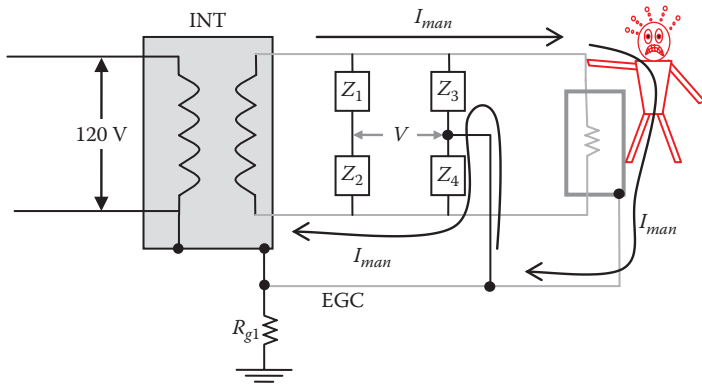 INT
I_man
120 V
Z_1
Z_3
V
Z_2
Z_4
I_man
I_man
EGC
R_g1